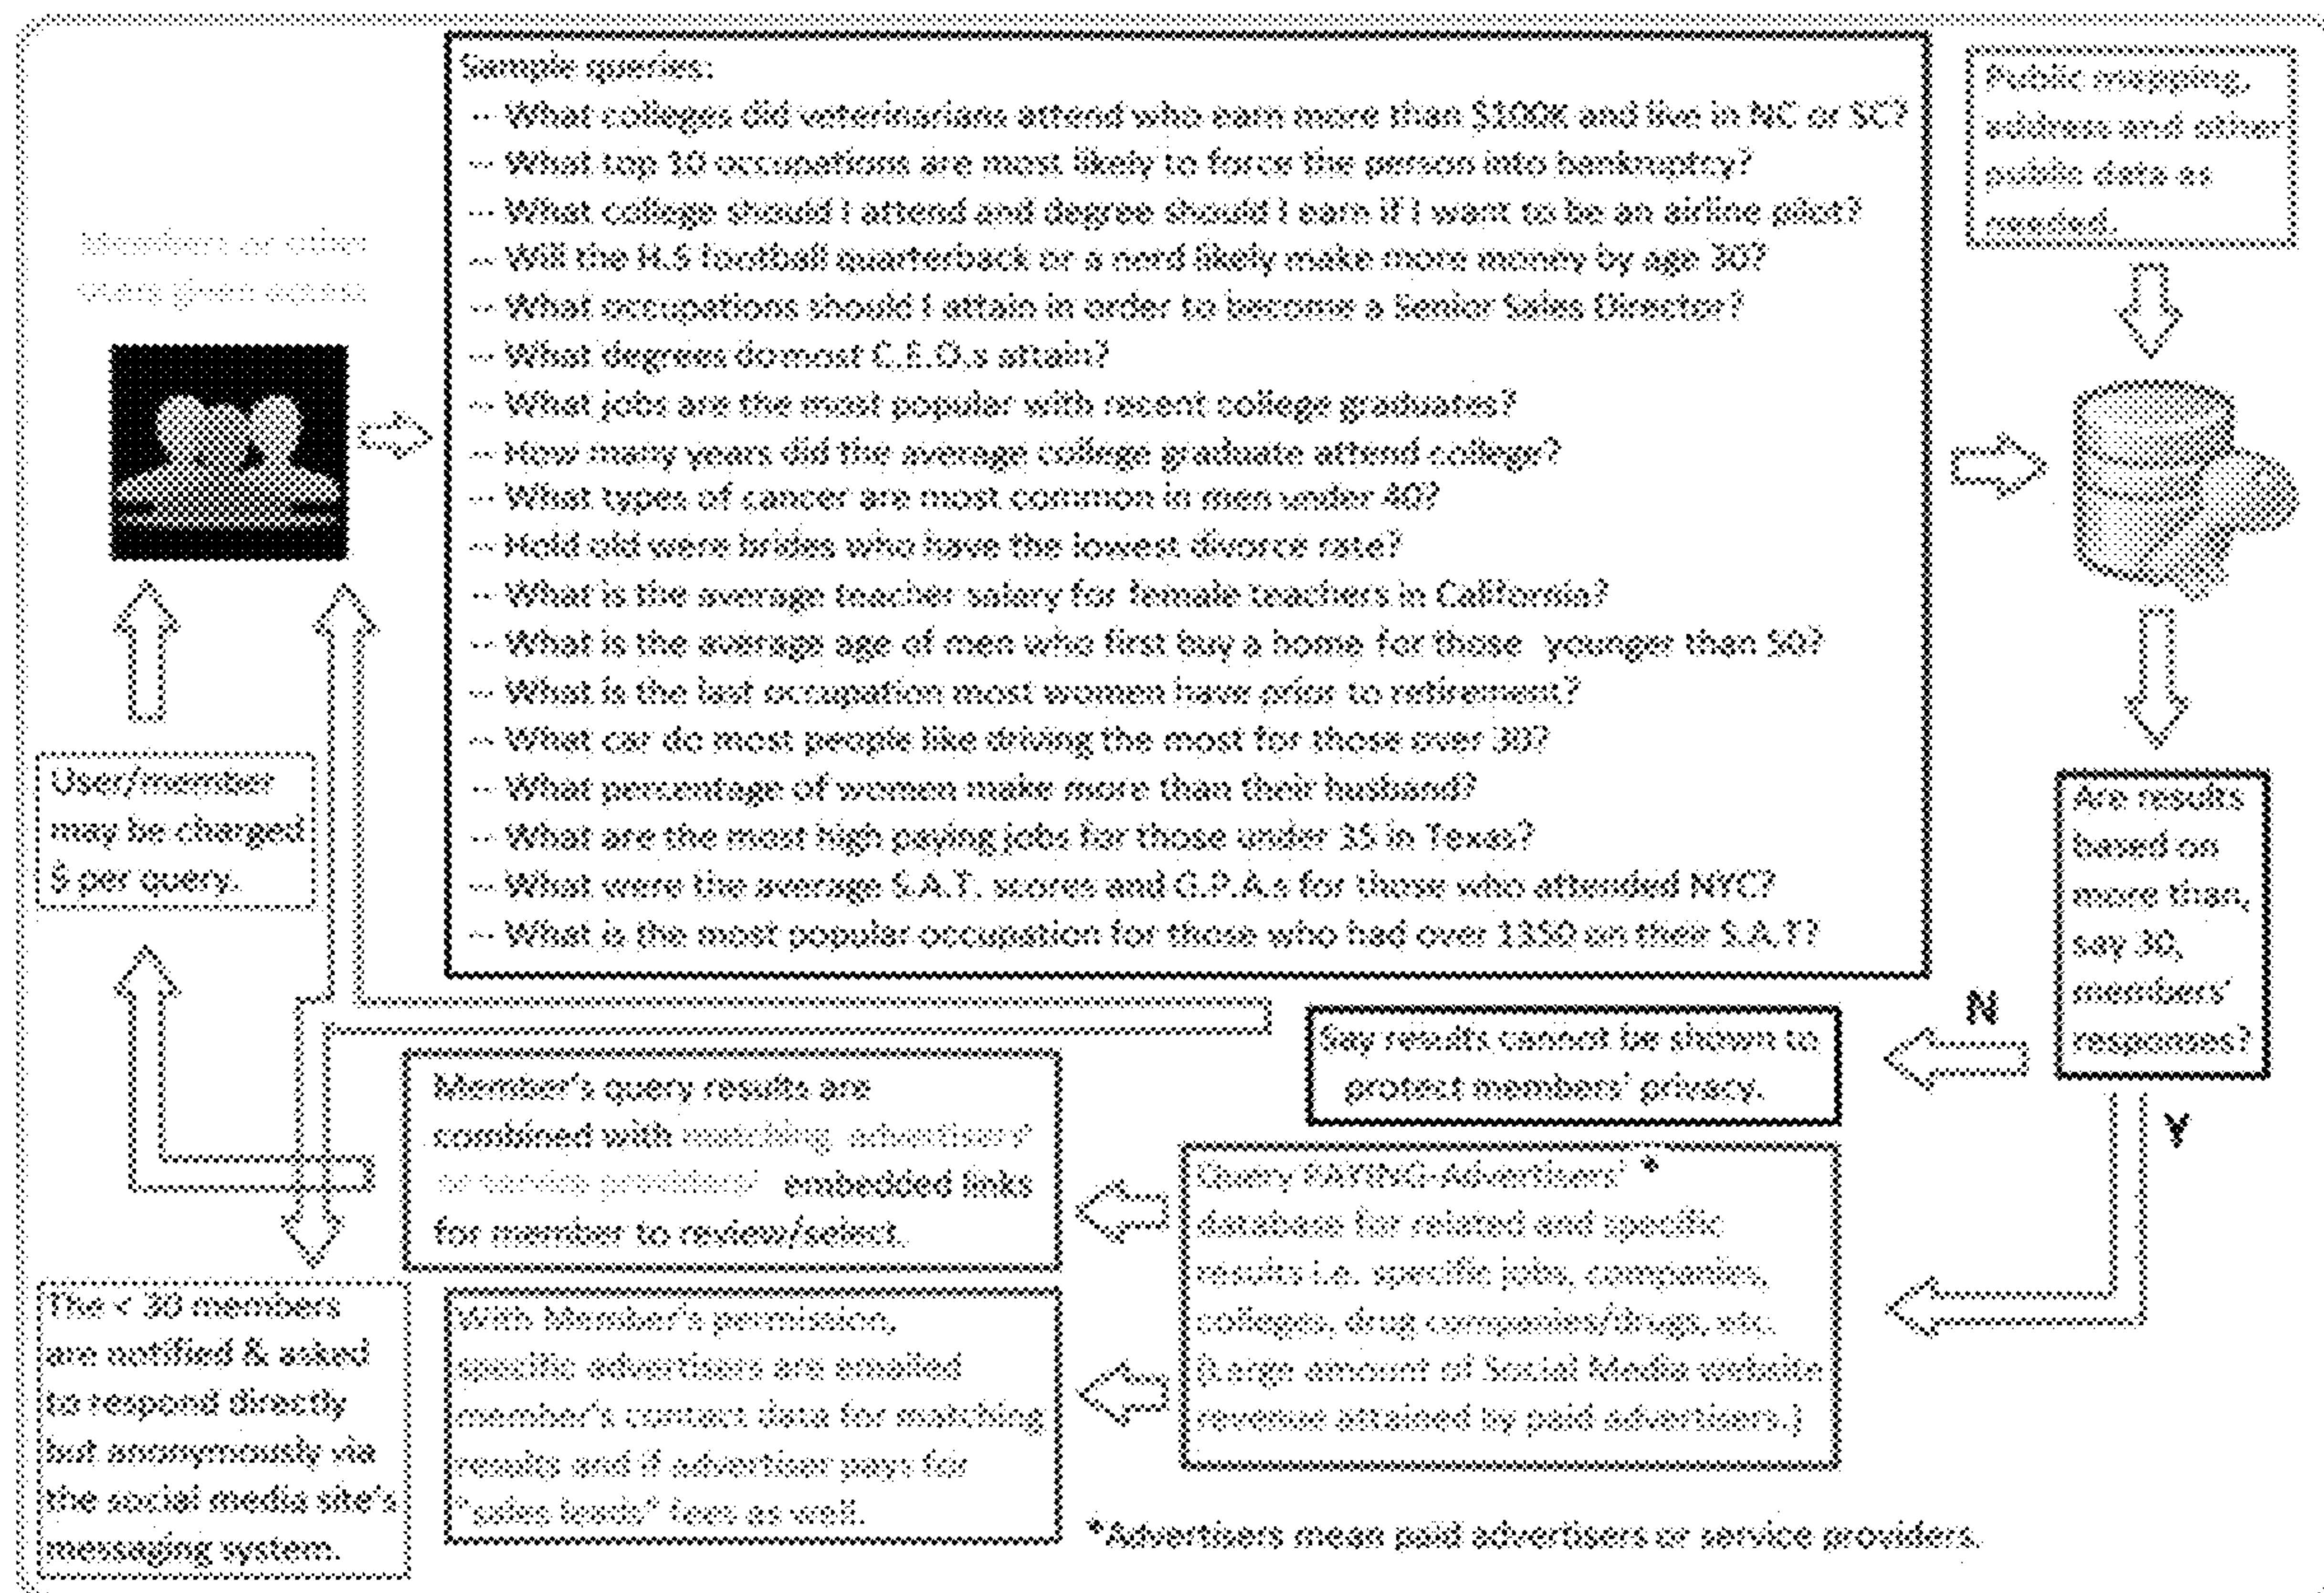 Sample queries:
-- What colleges did veterinarians attend who earn more than $100K and live in NC or SC?
-- What top 10 occupations are most likely to force the person into bankruptcy?
-- What college should I attend and degree should I earn if I want to be an airline pilot?
-- Will the H.S football quarterback or a nerd likely make more money by age 30?
-- What occupations should I attain in order to become a Senior Sales Director?
-- What degrees do most C.E.O.s attain?
-- What jobs are the most popular with recent college graduates?
-- How many years did the average college graduate attend college?
-- What types of cancer are most common in men under 40?
-- Hold old were brides who have the lowest divorce rate?
-- What is the average teacher salary for female teachers in California?
-- What is the average age of men who first buy a home for those younger than 50?
-- What is the last occupation most women have prior to retirement?
-- What car do most people like driving the most for those over 30?
-- What percentage of women make more than their husband?
-- What are the most high paying jobs for those under 35 in Texas?
-- What were the average S.A.T. scores and G.P.A.s for those who attended NYC?
-- What is the most popular occupation for those who had over 1350 on their S.A.T?
Public mapping,
address and other
public data as
needed.
Members or other
users given access
User/member
may be charged
$ per query.
Are results
based on
more than,
say 30,
members'
responses?
N
Y
Say results cannot be shown to
protect members' privacy.
Member's query results are
combined with matching advertisers'
or service providers' embedded links
for member to review/select.
Query PAYING Advertisers' *
database for related and specific
results i.e. specific jobs, companies,
colleges, drug companies/drugs, etc.
[Large amount of Social Media website
revenue attained by paid advertisers.]
The < 30 members
are notified & asked
to respond directly
but anonymously via
the social media site's
messaging system.
With Member's permission,
specific advertisers are emailed
member's contact data for matching
results and if advertiser pays for
"sales leads" fees as well.
*Advertisers mean paid advertisers or service providers.